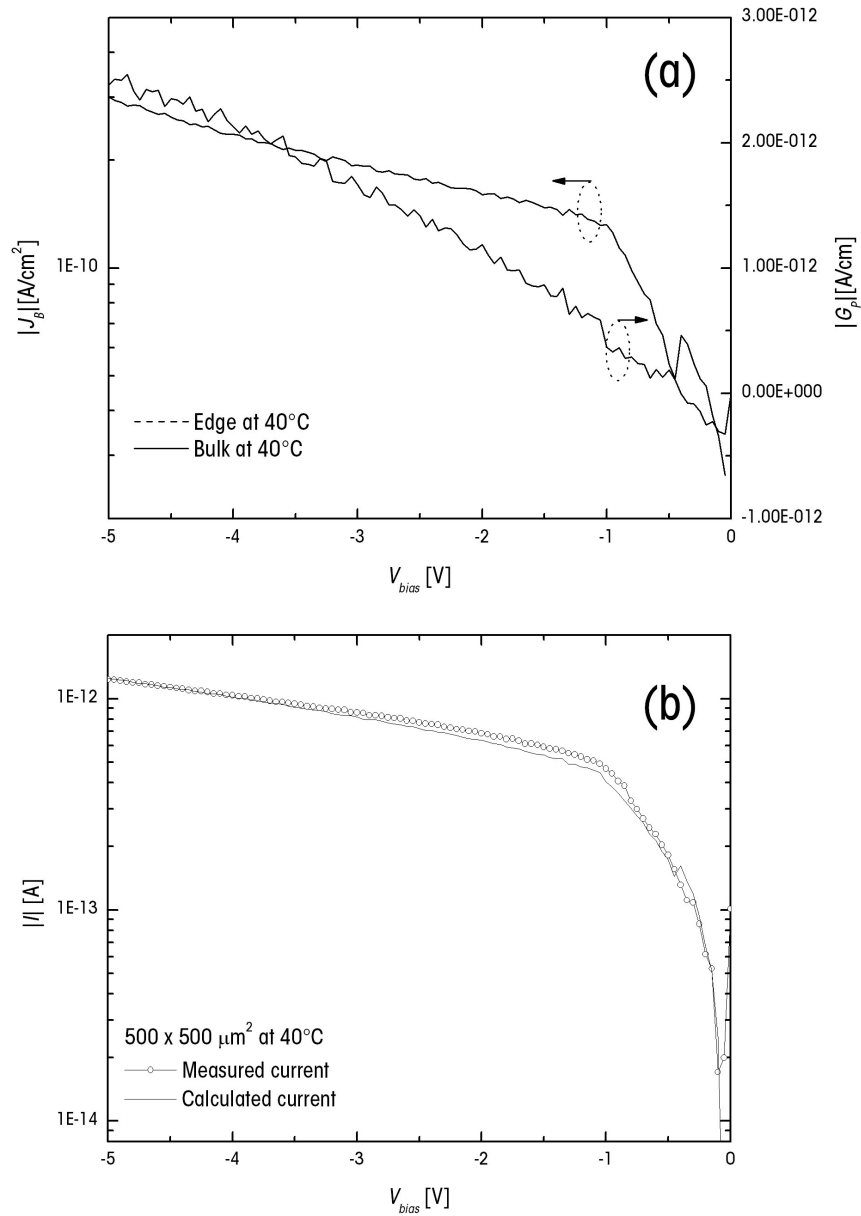 (a)
3.00E-012
2.00E-012
1.00E-012
0.00E+000
-1.00E-012
1E-10
|J_B| [A/cm²]
|G_P| [A/cm]
Edge at 40°C
Bulk at 40°C
-5 -4 -3 -2 -1 0
V_bias [V]
(b)
1E-12
1E-13
1E-14
|I| [A]
500 x 500 µm² at 40°C
Measured current
Calculated current
-5 -4 -3 -2 -1 0
V_bias [V]